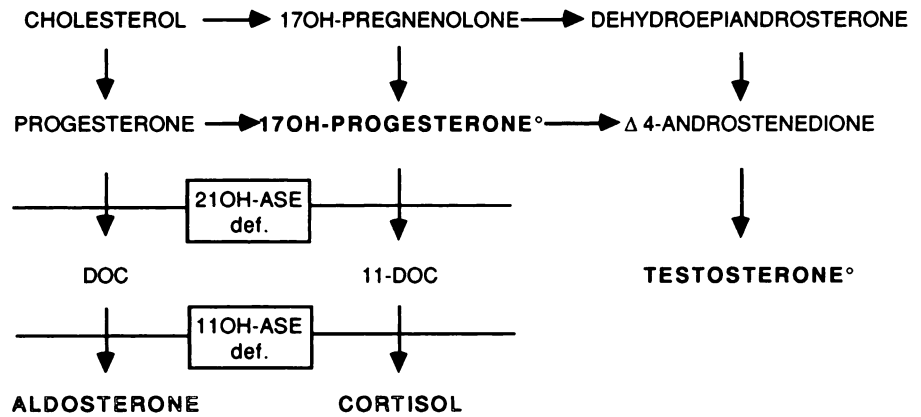 CHOLESTEROL 17OH-PREGNENOLONE DEHYDROEPIANDROSTERONE
PROGESTERONE 17OH-PROGESTERONE° Δ 4-ANDROSTENEDIONE
21OH-ASE
def.
DOC 11-DOC TESTOSTERONE°
11OH-ASE
def.
ALDOSTERONE CORTISOL